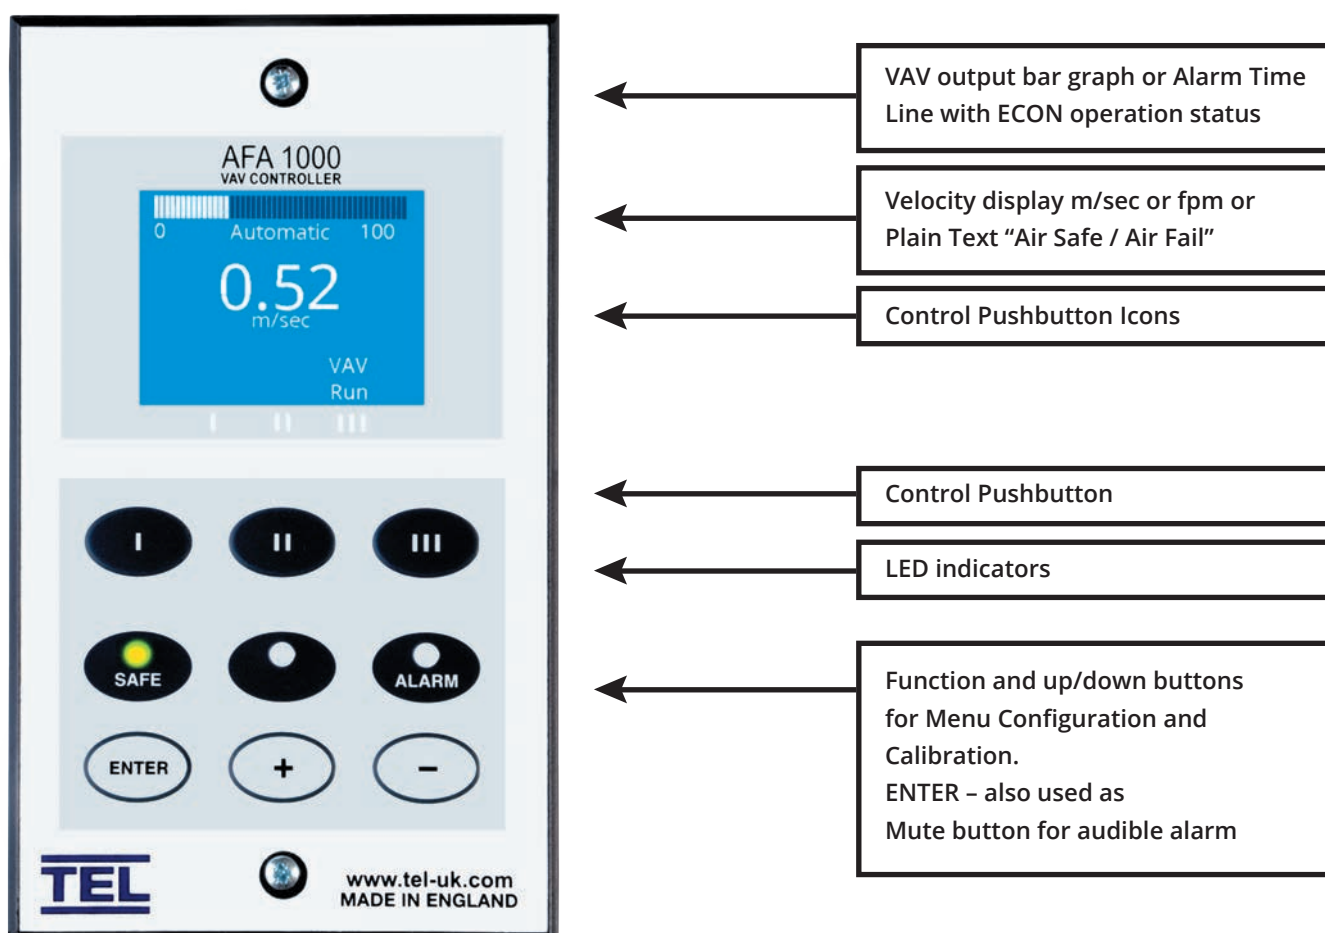 AFA 1000
VAV CONTROLLER
0 Automatic 100
0.52
m/sec
VAV
Run
I II III
I II III
SAFE ALARM
ENTER + −
TEL
www.tel-uk.com
MADE IN ENGLAND
VAV output bar graph or Alarm Time
Line with ECON operation status
Velocity display m/sec or fpm or
Plain Text “Air Safe / Air Fail”
Control Pushbutton Icons
Control Pushbutton
LED indicators
Function and up/down buttons
for Menu Configuration and
Calibration.
ENTER – also used as
Mute button for audible alarm